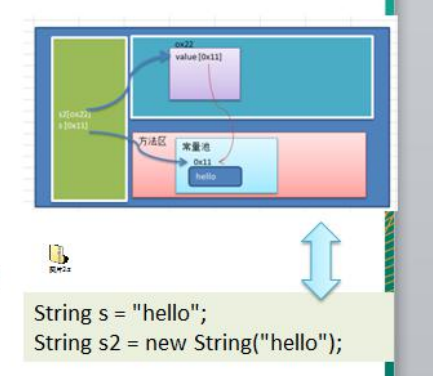 0x22
value [0x11]
s2[0x22]
s [0x11]
方法区
常量池
0x11
hello
String s = "hello";
String s2 = new String("hello");